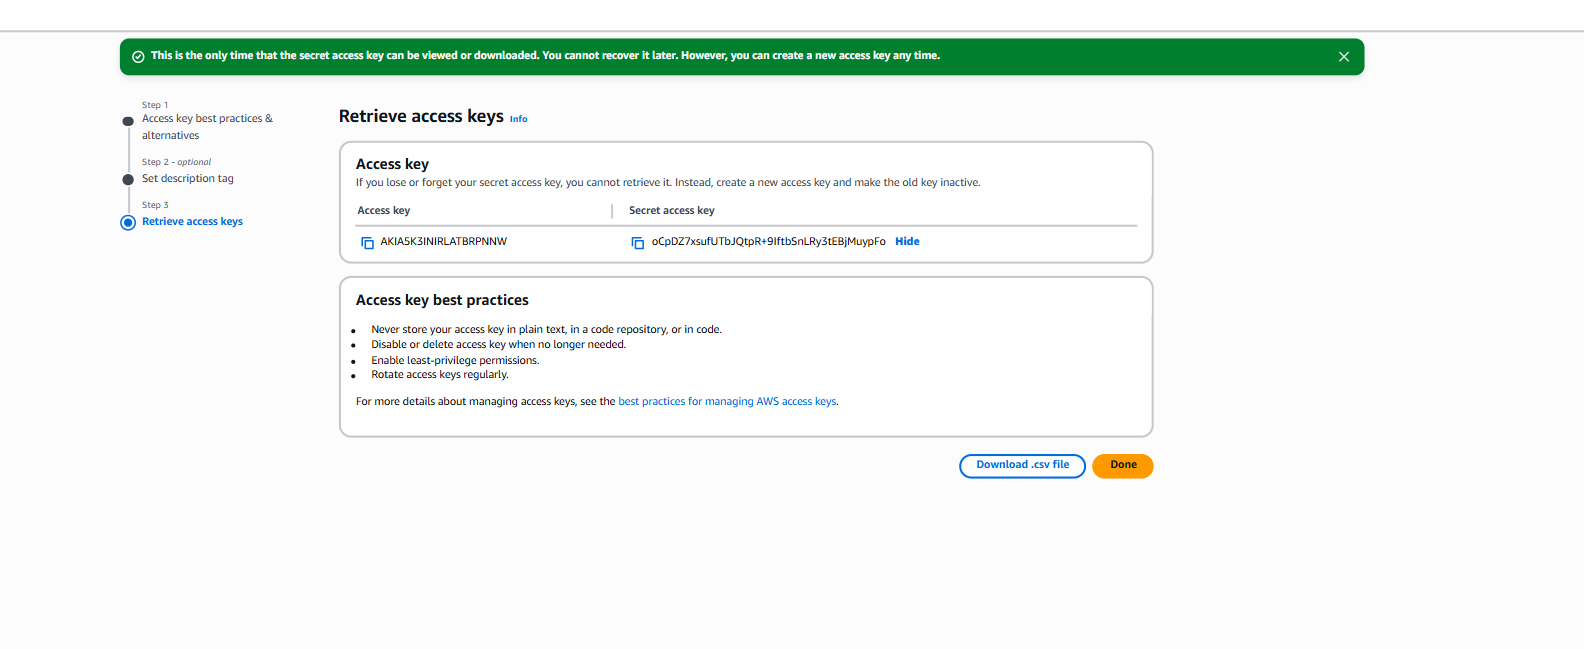 This is the only time that the secret access key can be viewed or downloaded. You cannot recover it later. However, you can create a new access key any time.
Step 1
Access key best practices &
alternatives
Step 2 - optional
Set description tag
Step 3
Retrieve access keys
Retrieve access keys Info
Access key
If you lose or forget your secret access key, you cannot retrieve it. Instead, create a new access key and make the old key inactive.
Access key Secret access key
AKIA5K3INIRLATBRPNNW oCpDZ7xsufUTbJQtpR+9IftbSnLRy3tEBjMuypFo Hide
Access key best practices
• Never store your access key in plain text, in a code repository, or in code.
• Disable or delete access key when no longer needed.
• Enable least-privilege permissions.
• Rotate access keys regularly.
For more details about managing access keys, see the best practices for managing AWS access keys.
Download .csv file Done